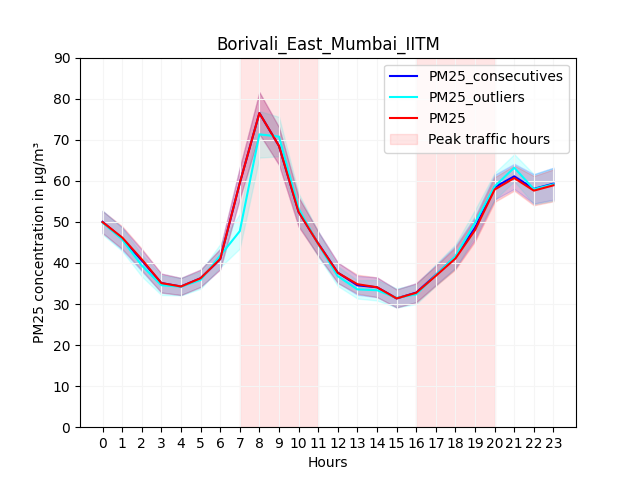 Borivali_East_Mumbai_IITM
PM25 concentration in µg/m³
90
80
70
60
50
40
30
20
10
0
PM25_consecutives
PM25_outliers
PM25
Peak traffic hours
0 1 2 3 4 5 6 7 8 9 10 11 12 13 14 15 16 17 18 19 20 21 22 23
Hours